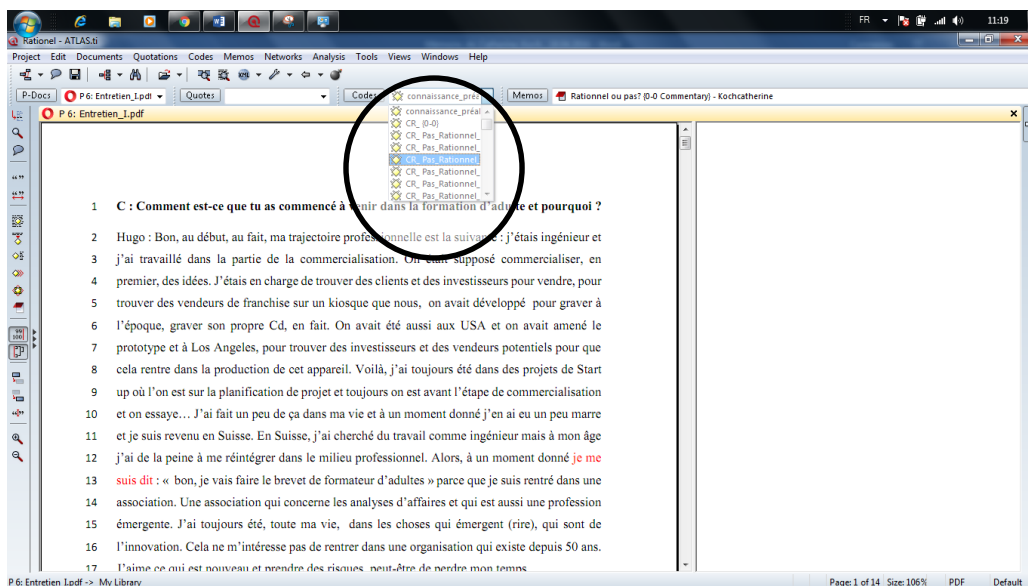 FR 11:19
Rationel - ATLAS.ti
Project Edit Documents Quotations Codes Memos Networks Analysis Tools Views Windows Help
P-Docs P 6: Entretien_I.pdf Quotes Codes connaissance_préa Memos Rationnel ou pas? (0-0 Commentary) - Kochcatherine
P 6: Entretien_I.pdf
connaissance_préal
CR_ (0-0)
CR_ Pas_Rationnel_
CR_ Pas_Rationnel_
CR_ Pas_Rationnel_
CR_ Pas_Rationnel_
CR_ Pas_Rationnel_
CR_ Pas_Rationnel_
1 C : Comment est-ce que tu as commencé à venir dans la formation d'adulte et pourquoi ?
2 Hugo : Bon, au début, au fait, ma trajectoire professionnelle est la suivante : j'étais ingénieur et
3 j'ai travaillé dans la partie de la commercialisation. On était supposé commercialiser, en
4 premier, des idées. J'étais en charge de trouver des clients et des investisseurs pour vendre, pour
5 trouver des vendeurs de franchise sur un kiosque que nous, on avait développé pour graver à
6 l'époque, graver son propre Cd, en fait. On avait été aussi aux USA et on avait amené le
7 prototype et à Los Angeles, pour trouver des investisseurs et des vendeurs potentiels pour que
8 cela rentre dans la production de cet appareil. Voilà, j'ai toujours été dans des projets de Start
9 up où l'on est sur la planification de projet et toujours on est avant l'étape de commercialisation
10 et on essaye… J'ai fait un peu de ça dans ma vie et à un moment donné j'en ai eu un peu marre
11 et je suis revenu en Suisse. En Suisse, j'ai cherché du travail comme ingénieur mais à mon âge
12 j'ai de la peine à me réintégrer dans le milieu professionnel. Alors, à un moment donné je me
13 suis dit : « bon, je vais faire le brevet de formateur d'adultes » parce que je suis rentré dans une
14 association. Une association qui concerne les analyses d'affaires et qui est aussi une profession
15 émergente. J'ai toujours été, toute ma vie, dans les choses qui émergent (rire), qui sont de
16 l'innovation. Cela ne m'intéresse pas de rentrer dans une organisation qui existe depuis 50 ans.
17 J'aime ce qui est nouveau et prendre des risques, peut-être de perdre mon temps
P 6: Entretien_I.pdf -> My Library Page: 1 of 14 Size: 106% PDF Default